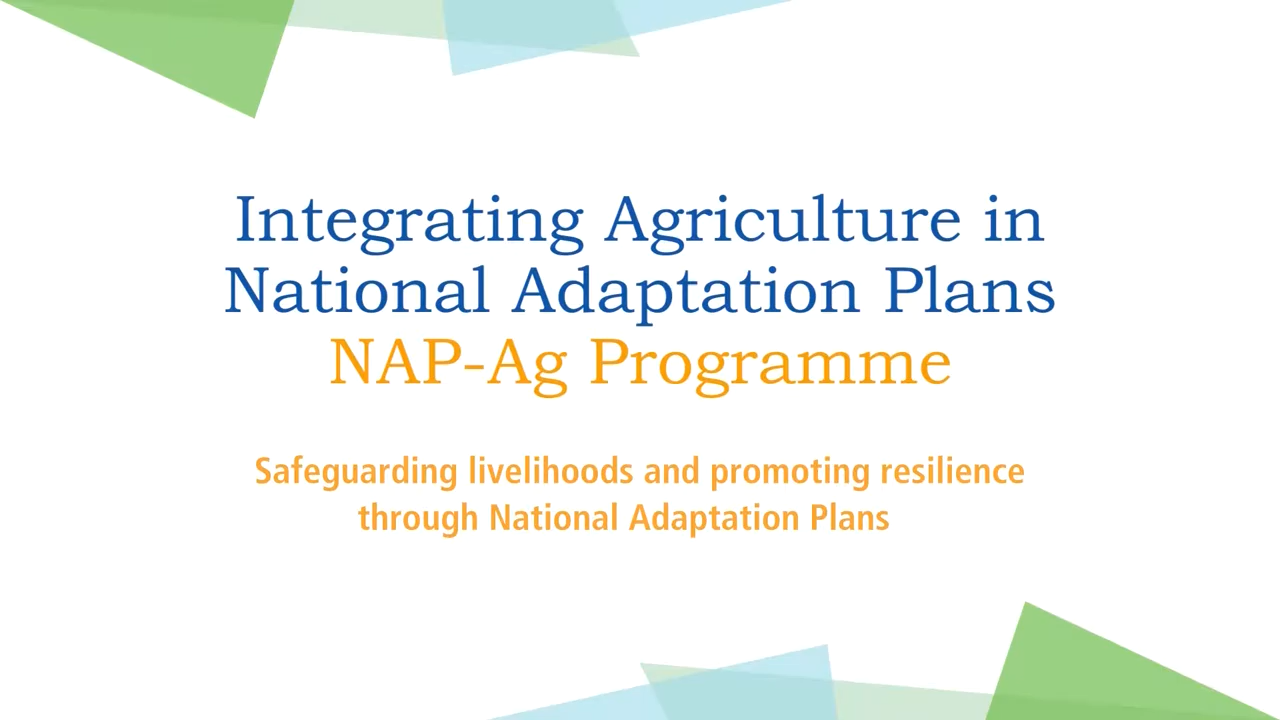 Integrating Agriculture in
National Adaptation Plans
NAP-Ag Programme
Safeguarding livelihoods and promoting resilience
through National Adaptation Plans